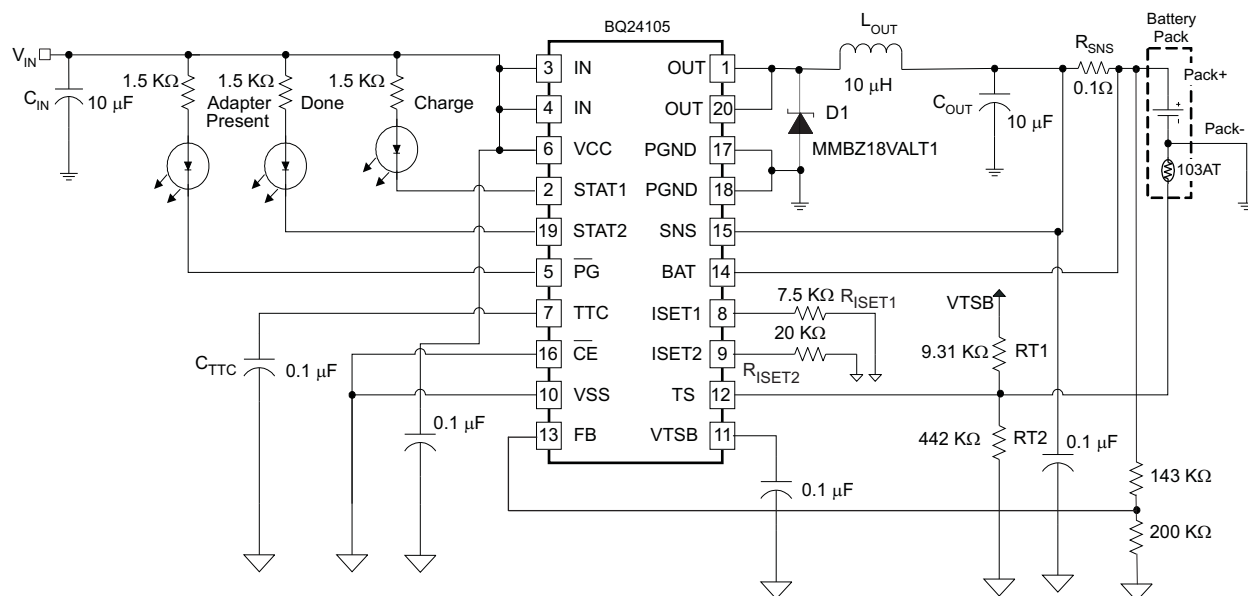 BQ24105
V_IN
C_IN
10 μF
1.5 KΩ
Adapter
Present
1.5 KΩ
Done
1.5 KΩ
Charge
3 IN
4 IN
6 VCC
2 STAT1
19 STAT2
5 P̅G̅
7 TTC
16 C̅E̅
10 VSS
13 FB
OUT 1
OUT 20
PGND 17
PGND 18
SNS 15
BAT 14
ISET1 8
ISET2 9
TS 12
VTSB 11
C_TTC
0.1 μF
0.1 μF
L_OUT
10 μH
D1
MMBZ18VALT1
C_OUT
10 μF
R_SNS
0.1Ω
Battery
Pack
Pack+
+
-
Pack-
103AT
7.5 KΩ
R_ISET1
20 KΩ
R_ISET2
VTSB
9.31 KΩ
RT1
442 KΩ
RT2
0.1 μF
0.1 μF
143 KΩ
200 KΩ